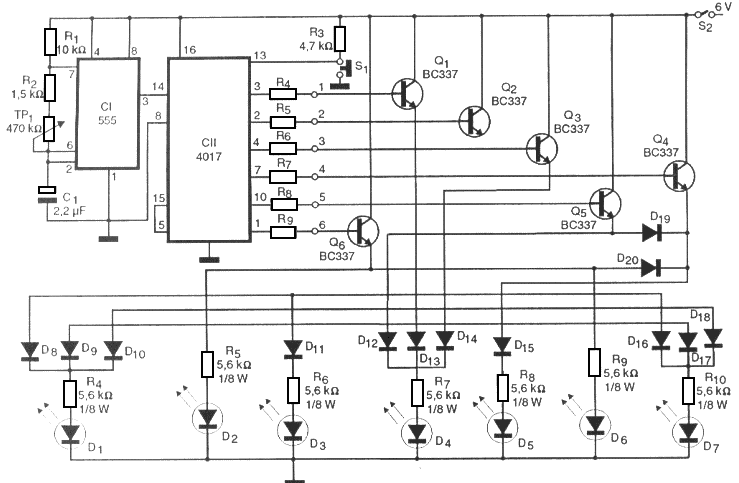 6 V
S2
R1
10 kΩ
4
8
16
R3
4,7 kΩ
13
S1
7
R2
1,5 kΩ
TP1
470 kΩ
6
2
C1
2,2 µF
CI
555
3
1
14
8
15
5
CII
4017
3
R4
1
2
R5
2
4
R6
3
7
R7
4
10
R8
5
1
R9
6
Q1
BC337
Q2
BC337
Q3
BC337
Q4
BC337
Q5
BC337
Q6
BC337
D19
D20
D8
D9
D10
D11
D12
D13
D14
D15
D16
D17
D18
R4
5,6 kΩ
1/8 W
R5
5,6 kΩ
1/8 W
R6
5,6 kΩ
1/8 W
R7
5,6 kΩ
1/8 W
R8
5,6 kΩ
1/8 W
R9
5,6 kΩ
1/8 W
R10
5,6 kΩ
1/8 W
D1
D2
D3
D4
D5
D6
D7